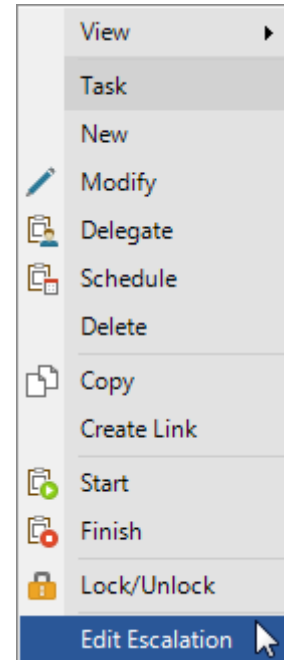 View
Task
New
Modify
Delegate
Schedule
Delete
Copy
Create Link
Start
Finish
Lock/Unlock
Edit Escalation